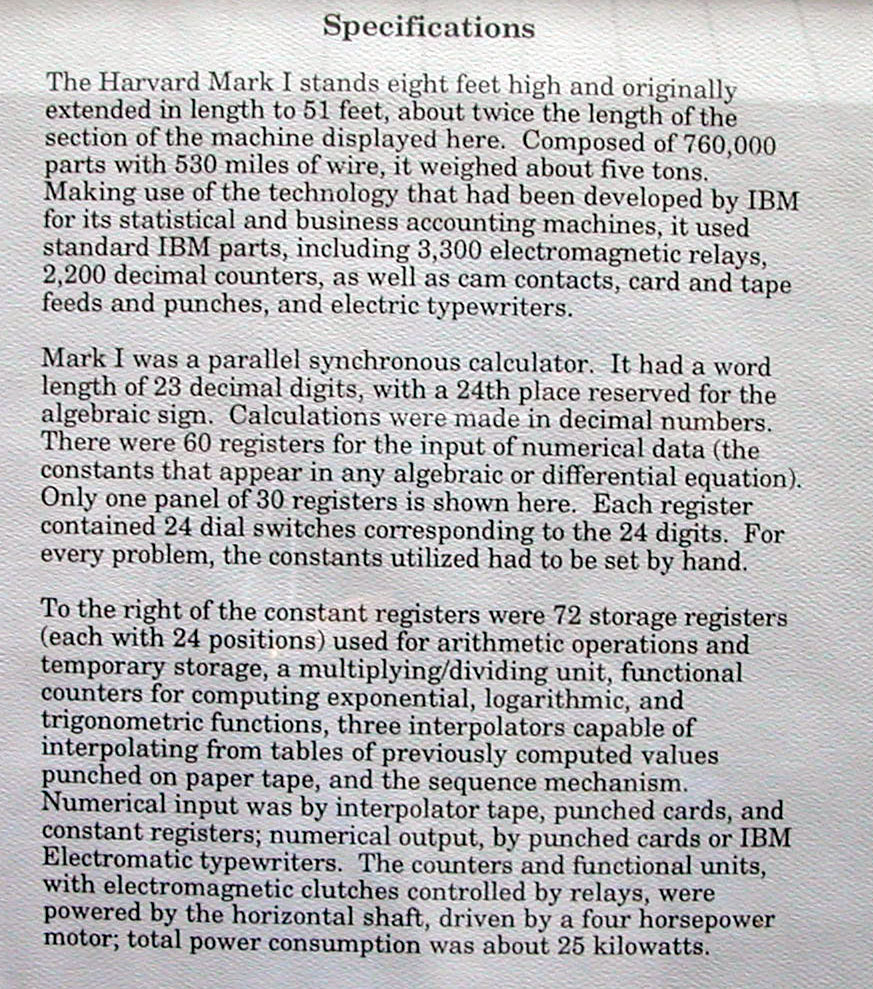 Specifications
The Harvard Mark I stands eight feet high and originally
extended in length to 51 feet, about twice the length of the
section of the machine displayed here. Composed of 760,000
parts with 530 miles of wire, it weighed about five tons.
Making use of the technology that had been developed by IBM
for its statistical and business accounting machines, it used
standard IBM parts, including 3,300 electromagnetic relays,
2,200 decimal counters, as well as cam contacts, card and tape
feeds and punches, and electric typewriters.
Mark I was a parallel synchronous calculator. It had a word
length of 23 decimal digits, with a 24th place reserved for the
algebraic sign. Calculations were made in decimal numbers.
There were 60 registers for the input of numerical data (the
constants that appear in any algebraic or differential equation).
Only one panel of 30 registers is shown here. Each register
contained 24 dial switches corresponding to the 24 digits. For
every problem, the constants utilized had to be set by hand.
To the right of the constant registers were 72 storage registers
(each with 24 positions) used for arithmetic operations and
temporary storage, a multiplying/dividing unit, functional
counters for computing exponential, logarithmic, and
trigonometric functions, three interpolators capable of
interpolating from tables of previously computed values
punched on paper tape, and the sequence mechanism.
Numerical input was by interpolator tape, punched cards, and
constant registers; numerical output, by punched cards or IBM
Electromatic typewriters. The counters and functional units,
with electromagnetic clutches controlled by relays, were
powered by the horizontal shaft, driven by a four horsepower
motor; total power consumption was about 25 kilowatts.